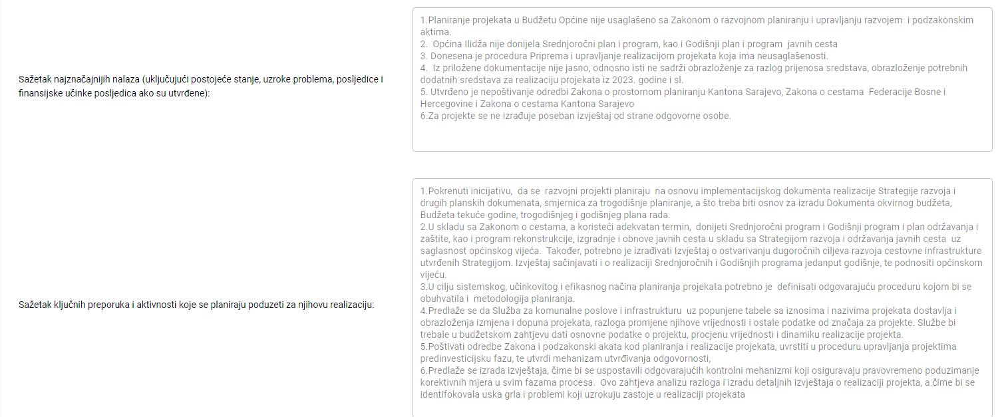 1.Planiranje projekata u Budžetu Općine nije usaglašeno sa Zakonom o razvojnom planiranju i upravljanju razvojem  i podzakonskim
aktima.
2.  Općina Ilidža nije donijela Srednjoročni plan i program, kao i Godišnji plan i program  javnih cesta
3. Donesena je procedura Priprema i upravljanje realizacijom projekata koja ima neusaglašenosti.
4.  Iz priložene dokumentacije nije jasno, odnosno isti ne sadrži obrazloženje za razlog prijenosa sredstava, obrazloženje potrebnih
dodatnih sredstava za realizaciju projekata iz 2023. godine i sl.
5. Utvrđeno je nepoštivanje odredbi Zakona o prostornom planiranju Kantona Sarajevo, Zakona o cestama  Federacije Bosne i
Hercegovine i Zakona o cestama Kantona Sarajevo
6.Za projekte se ne izrađuje poseban izvještaj od strane odgovorne osobe.
Sažetak najznačajnijih nalaza (uključujući postojeće stanje, uzroke problema, posljedice i
finansijske učinke posljedica ako su utvrđene):
1.Pokrenuti inicijativu,  da se  razvojni projekti planiraju  na osnovu implementacijskog dokumenta realizacije Strategije razvoja i
drugih planskih dokumenata, smjernica za trogodišnje planiranje, a što treba biti osnov za izradu Dokumenta okvirnog budžeta,
Budžeta tekuće godine, trogodišnjeg i godišnjeg plana rada.
2.U skladu sa Zakonom o cestama, a koristeći adekvatan termin,  donijeti Srednjoročni program i Godišnji program i plan održavanja i
zaštite, kao i program rekonstrukcije, izgradnje i obnove javnih cesta u skladu sa Strategijom razvoja i održavanja javnih cesta  uz
saglasnost općinskog vijeća.  Također, potrebno je izrađivati Izvještaj o ostvarivanju dugoročnih ciljeva razvoja cestovne infrastrukture
utvrđenih Strategijom. Izvještaj sačinjavati i o realizaciji Srednjoročnih i Godišnjih programa jedanput godišnje, te podnositi općinskom
vijeću.
3.U cilju sistemskog, učinkovitog i efikasnog načina planiranja projekata potrebno je  definisati odgovarajuću proceduru kojom bi se
obuhvatila i  metodologija planiranja.
4.Predlaže se da Služba za komunalne poslove i infrastrukturu  uz popunjene tabele sa iznosima i nazivima projekata dostavlja i
obrazloženja izmjena i dopuna projekata, razloga promjene njihove vrijednosti i ostale podatke od značaja za projekte. Službe bi
trebale u budžetskom zahtjevu dati osnovne podatke o projektu, procjenu vrijednosti i dinamiku realizacije projekta.
5.Poštivati odredbe Zakona i podzakonski akata kod planiranja i realizacije projekata, uvrstiti u proceduru upravljanja projektima
predinvesticijsku fazu, te utvrdi mehanizam utvrđivanja odgovornosti,
6.Predlaže se izrada izvještaja, čime bi se uspostavili odgovarajućih kontrolni mehanizmi koji osiguravaju pravovremeno poduzimanje
korektivnih mjera u svim fazama procesa.  Ovo zahtjeva analizu razloga i izradu detaljnih izvještaja o realizaciji projekta, a čime bi se
identifokovala uska grla i problemi koji uzrokuju zastoje u realizaciji projekata
Sažetak ključnih preporuka i aktivnosti koje se planiraju poduzeti za njihovu realizaciju: